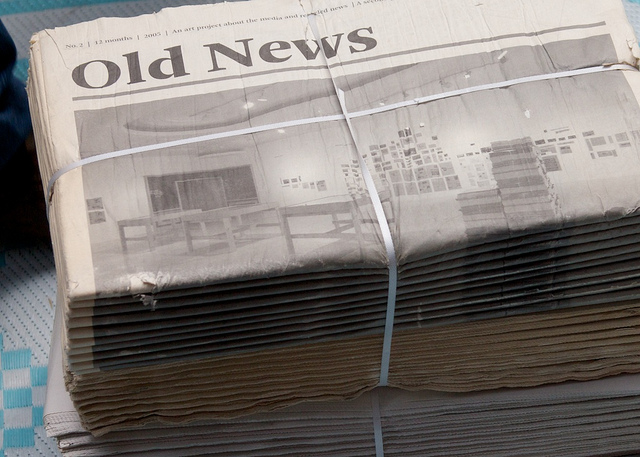 No. 2 | 12 months | 2005 | An art project about the media and recycled news | A
Old News